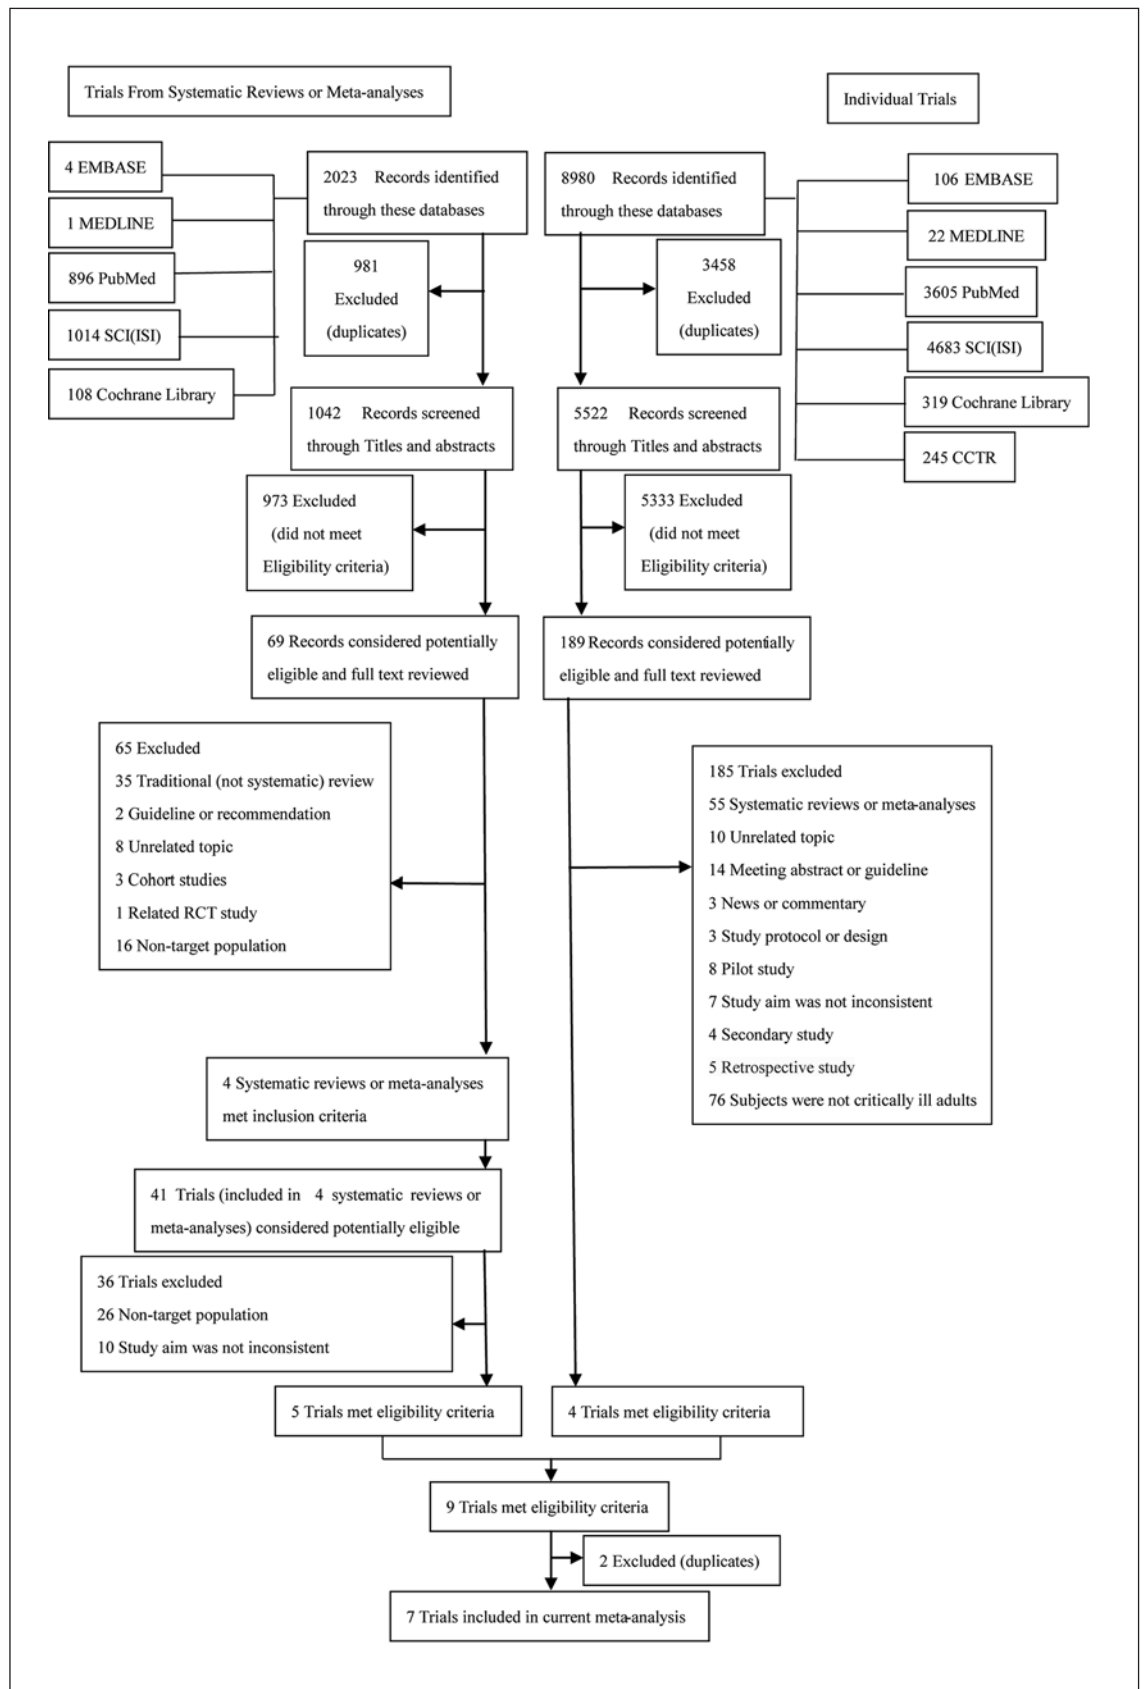 Trials From Systematic Reviews or Meta-analyses
Individual Trials
4 EMBASE
1 MEDLINE
896 PubMed
1014 SCI(ISI)
108 Cochrane Library
2023 Records identified
through these databases
8980 Records identified
through these databases
106 EMBASE
22 MEDLINE
3605 PubMed
4683 SCI(ISI)
319 Cochrane Library
245 CCTR
981
Excluded
(duplicates)
3458
Excluded
(duplicates)
1042 Records screened
through Titles and abstracts
5522 Records screened
through Titles and abstracts
973 Excluded
(did not meet
Eligibility criteria)
5333 Excluded
(did not meet
Eligibility criteria)
69 Records considered potentially
eligible and full text reviewed
189 Records considered potentially
eligible and full text reviewed
65 Excluded
35 Traditional (not systematic) review
2 Guideline or recommendation
8 Unrelated topic
3 Cohort studies
1 Related RCT study
16 Non-target population
185 Trials excluded
55 Systematic reviews or meta-analyses
10 Unrelated topic
14 Meeting abstract or guideline
3 News or commentary
3 Study protocol or design
8 Pilot study
7 Study aim was not inconsistent
4 Secondary study
5 Retrospective study
76 Subjects were not critically ill adults
4 Systematic reviews or meta-analyses
met inclusion criteria
41 Trials (included in 4 systematic reviews or
meta-analyses) considered potentially eligible
36 Trials excluded
26 Non-target population
10 Study aim was not inconsistent
5 Trials met eligibility criteria
4 Trials met eligibility criteria
9 Trials met eligibility criteria
2 Excluded (duplicates)
7 Trials included in current meta-analysis